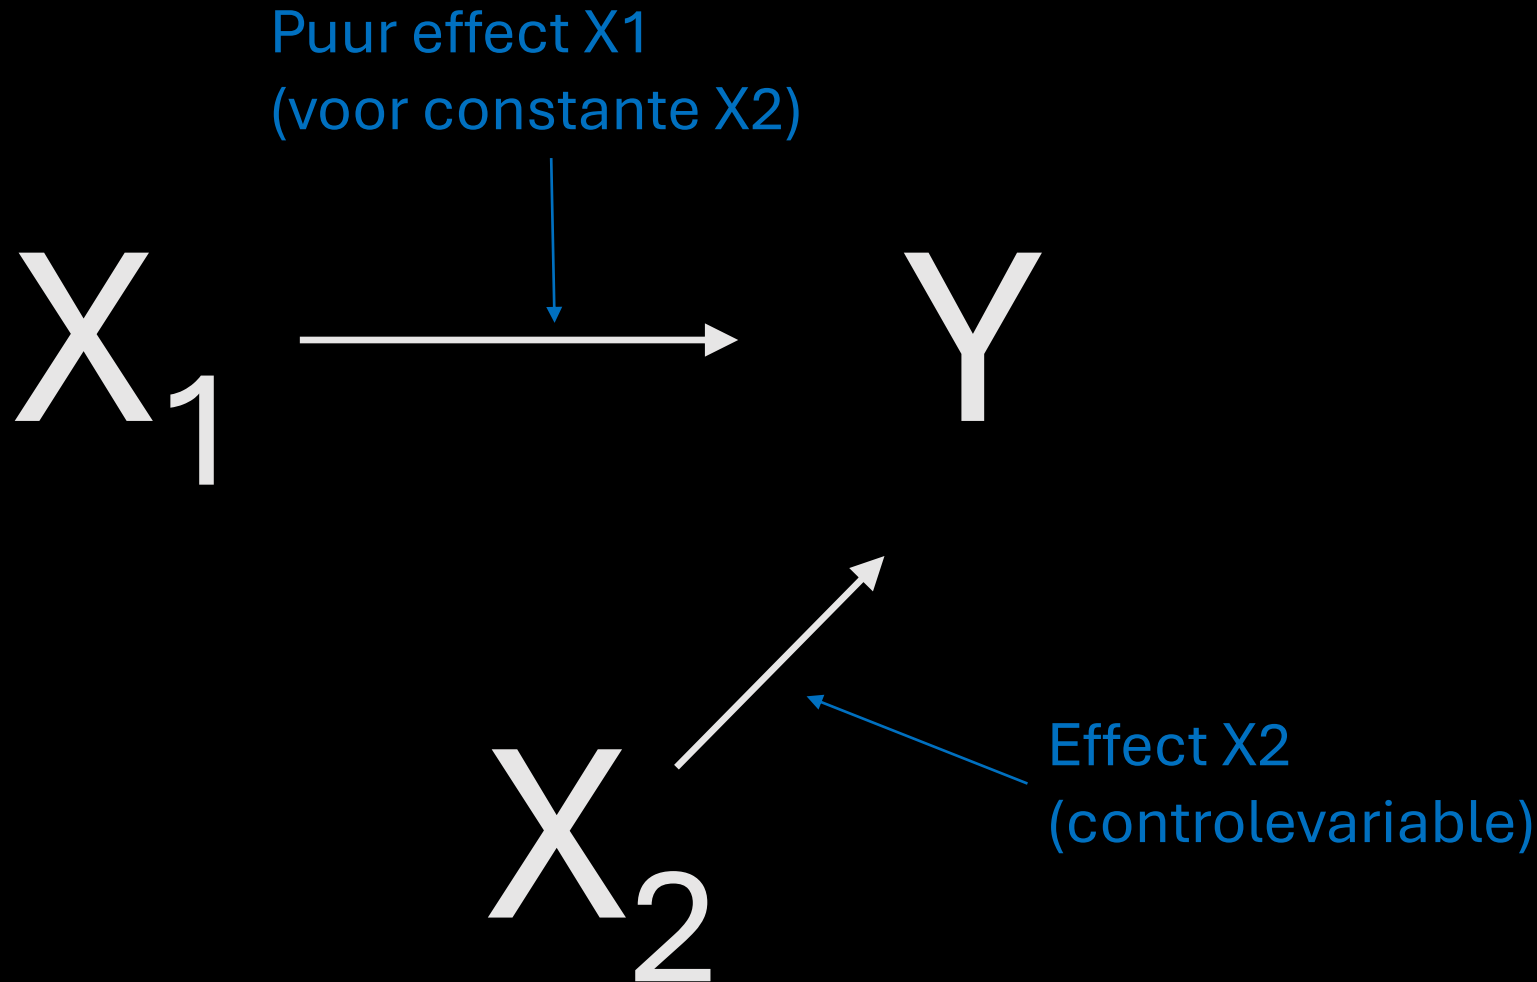 Puur effect X1
(voor constante X2)
X₁
Y
Effect X2
(controlevariable)
X₂